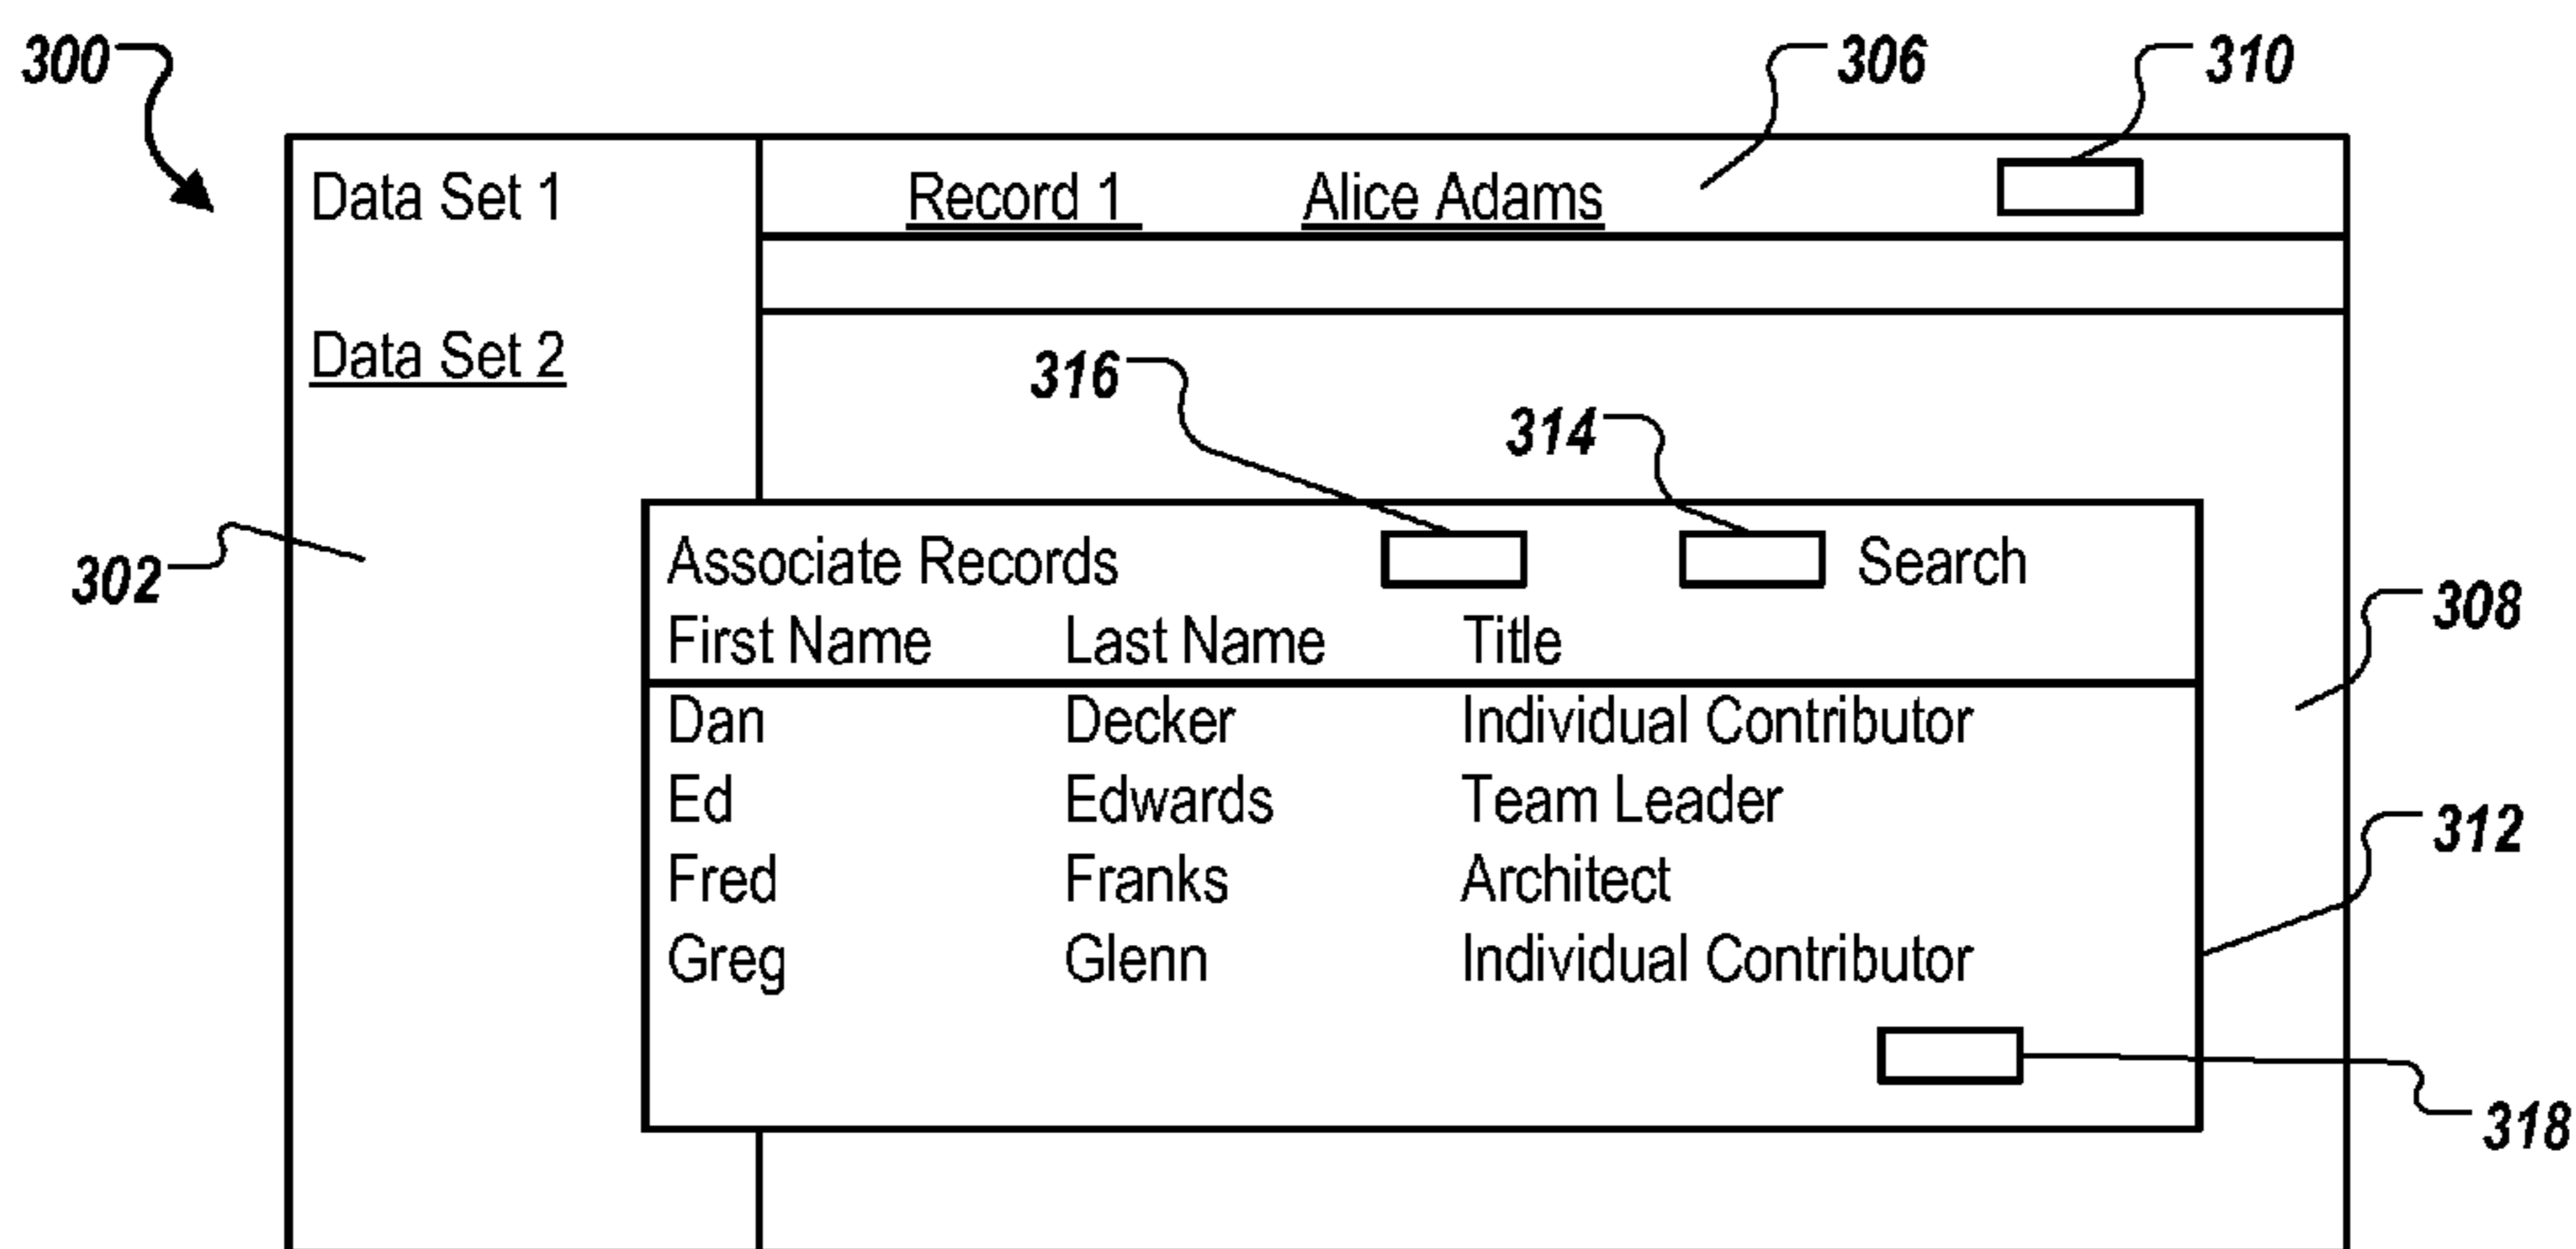 300
306
310
Data Set 1
Record 1 Alice Adams
Data Set 2
316
314
302
Associate Records Search
First Name Last Name Title
308
Dan Decker Individual Contributor
Ed Edwards Team Leader
312
Fred Franks Architect
Greg Glenn Individual Contributor
318